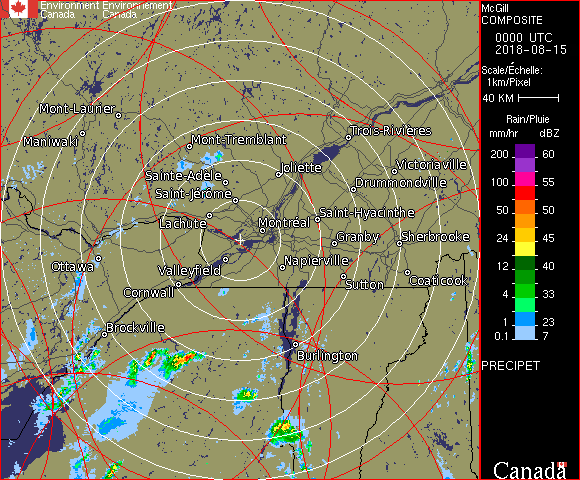 Environment Environnement
Canada Canada
McGill
COMPOSITE
0000 UTC
2018-08-15
Scale/Échelle:
1km/Pixel
40 KM
Rain/Pluie
mm/hr dBZ
200 60
150 57
100 55
50 50
24 45
12 40
4 33
1 23
0.1 7
PRECIPET
Canada
Mont-Laurier
Maniwaki
Mont-Tremblant
Trois-Rivières
Sainte-Adèle
Joliette
Victoriaville
Saint-Jérôme
Drummondville
Lachute
Montréal
Saint-Hyacinthe
Granby
Sherbrooke
Ottawa
Valleyfield
Napierville
Cornwall
Sutton
Coaticook
Brockville
Burlington